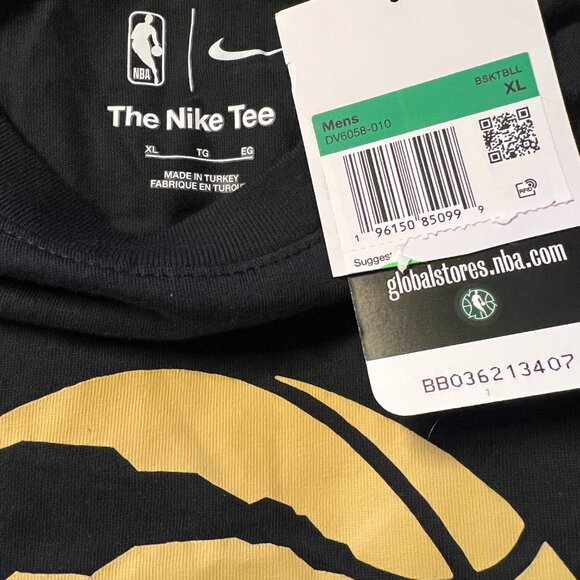 NBA
The Nike Tee
XL TG EG
MADE IN TURKEY
FABRIQUE EN
BSKTBLL
XL
Mens
DV6058-010
1 96150 85099 9
RFID
globalstores.nba.com
BB036213407